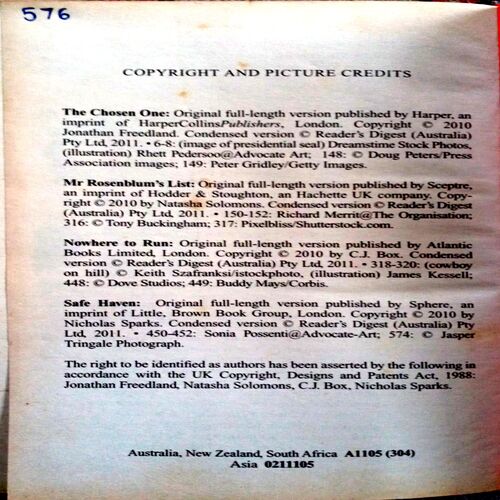 576
COPYRIGHT AND PICTURE CREDITS
The Chosen One: Original full-length version published by Harper, an
imprint of HarperCollinsPublishers, London. Copyright © 2010
Jonathan Freedland. Condensed version © Reader's Digest (Australia)
Pty Ltd, 2011. • 6-8: (image of presidential seal) Dreamstime Stock Photos,
(illustration) Rhett Pedersoo@Advocate Art; 148: © Doug Peters/Press
Association images; 149: Peter Gridley/Getty Images.
Mr Rosenblum's List: Original full-length version published by Sceptre,
an imprint of Hodder & Stoughton, an Hachette UK company. Copy-
right © 2010 by Natasha Solomons. Condensed version © Reader's Digest
(Australia) Pty Ltd, 2011. • 150-152: Richard Merrit@The Organisation;
316: © Tony Buckingham; 317: Pixelbliss/Shutterstock.com.
Nowhere to Run: Original full-length version published by Atlantic
Books Limited, London. Copyright © 2010 by C.J. Box. Condensed
version © Reader's Digest (Australia) Pty Ltd, 2011. • 318-320: (cowboy
on hill) © Keith Szafranksi/istockphoto, (illustration) James Kessell;
448: © Dove Studios; 449: Buddy Mays/Corbis.
Safe Haven: Original full-length version published by Sphere, an
imprint of Little, Brown Book Group, London. Copyright © 2010 by
Nicholas Sparks. Condensed version © Reader's Digest (Australia) Pty
Ltd, 2011. • 450-452: Sonia Possenti@Advocate-Art; 574: © Jasper
Tringale Photograph.
The right to be identified as authors has been asserted by the following in
accordance with the UK Copyright, Designs and Patents Act, 1988:
Jonathan Freedland, Natasha Solomons, C.J. Box, Nicholas Sparks.
Australia, New Zealand, South Africa A1105 (304)
Asia 0211105